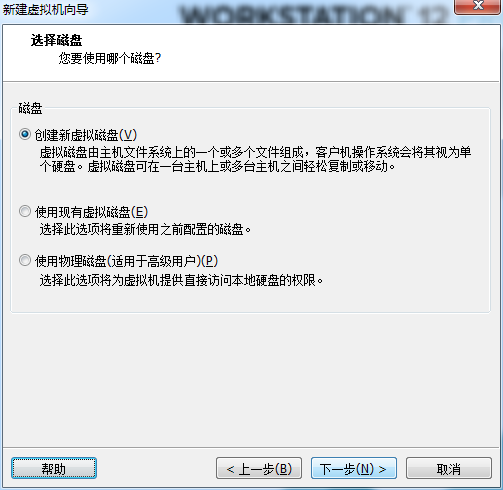 新建虚拟机向导
WORKSTATION 12
选择磁盘
您要使用哪个磁盘?
磁盘
创建新虚拟磁盘(V)
虚拟磁盘由主机文件系统上的一个或多个文件组成，客户机操作系统会将其视为单
个硬盘。虚拟磁盘可在一台主机上或多台主机之间轻松复制或移动。
使用现有虚拟磁盘(E)
选择此选项将重新使用之前配置的磁盘。
使用物理磁盘(适用于高级用户)(P)
选择此选项将为虚拟机提供直接访问本地硬盘的权限。
帮助
< 上一步(B)
下一步(N) >
取消